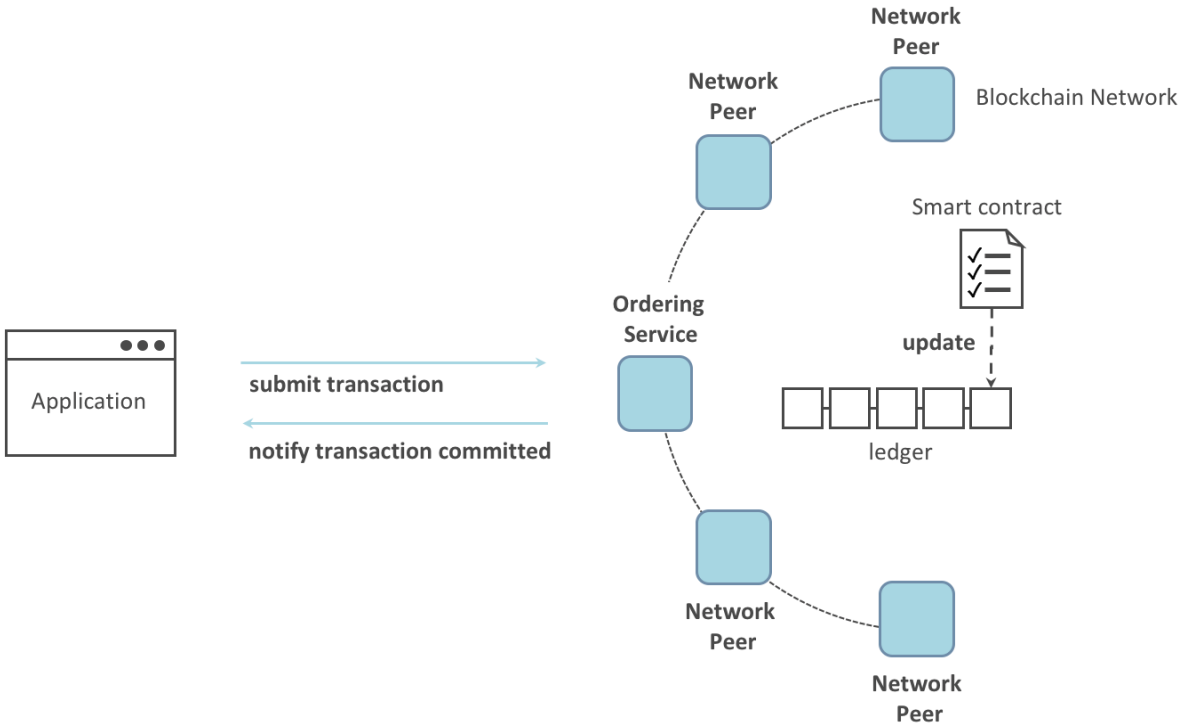 Network
Peer
Network
Peer
Blockchain Network
Smart contract
Ordering
Service
update
submit transaction
Application
notify transaction committed
ledger
Network
Peer
Network
Peer